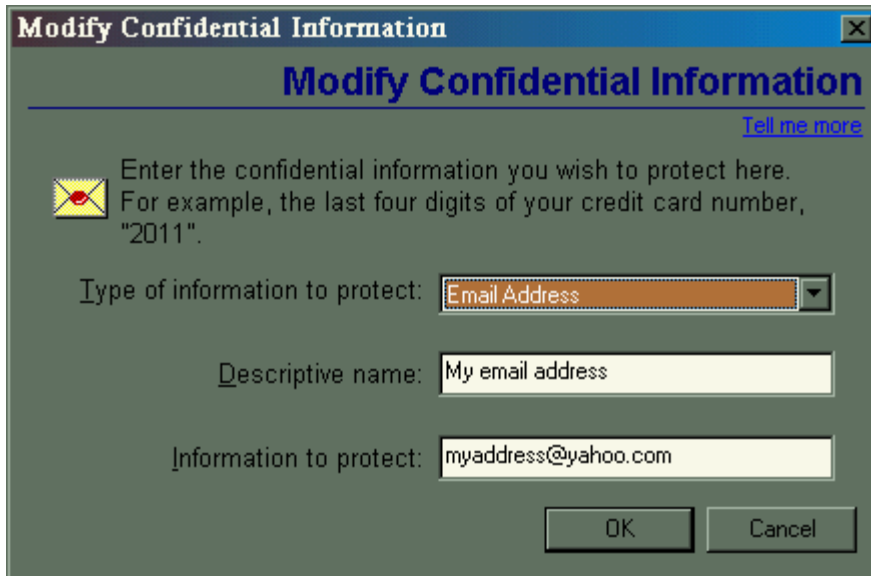 Modify Confidential Information
Modify Confidential Information
Tell me more
Enter the confidential information you wish to protect here.
For example, the last four digits of your credit card number,
"2011".
Type of information to protect: Email Address
Descriptive name: My email address
Information to protect: myaddress@yahoo.com
OK Cancel